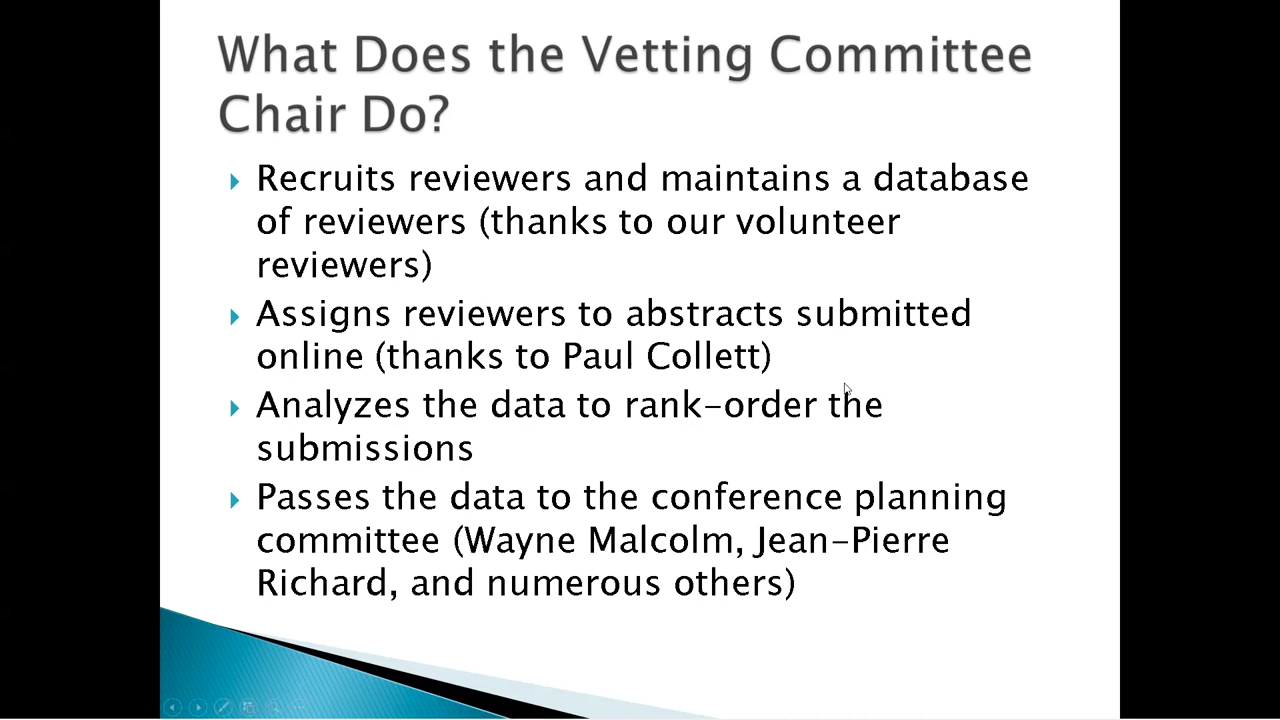 What Does the Vetting Committee
Chair Do?
Recruits reviewers and maintains a database
of reviewers (thanks to our volunteer
reviewers)
Assigns reviewers to abstracts submitted
online (thanks to Paul Collett)
Analyzes the data to rank-order the
submissions
Passes the data to the conference planning
committee (Wayne Malcolm, Jean-Pierre
Richard, and numerous others)